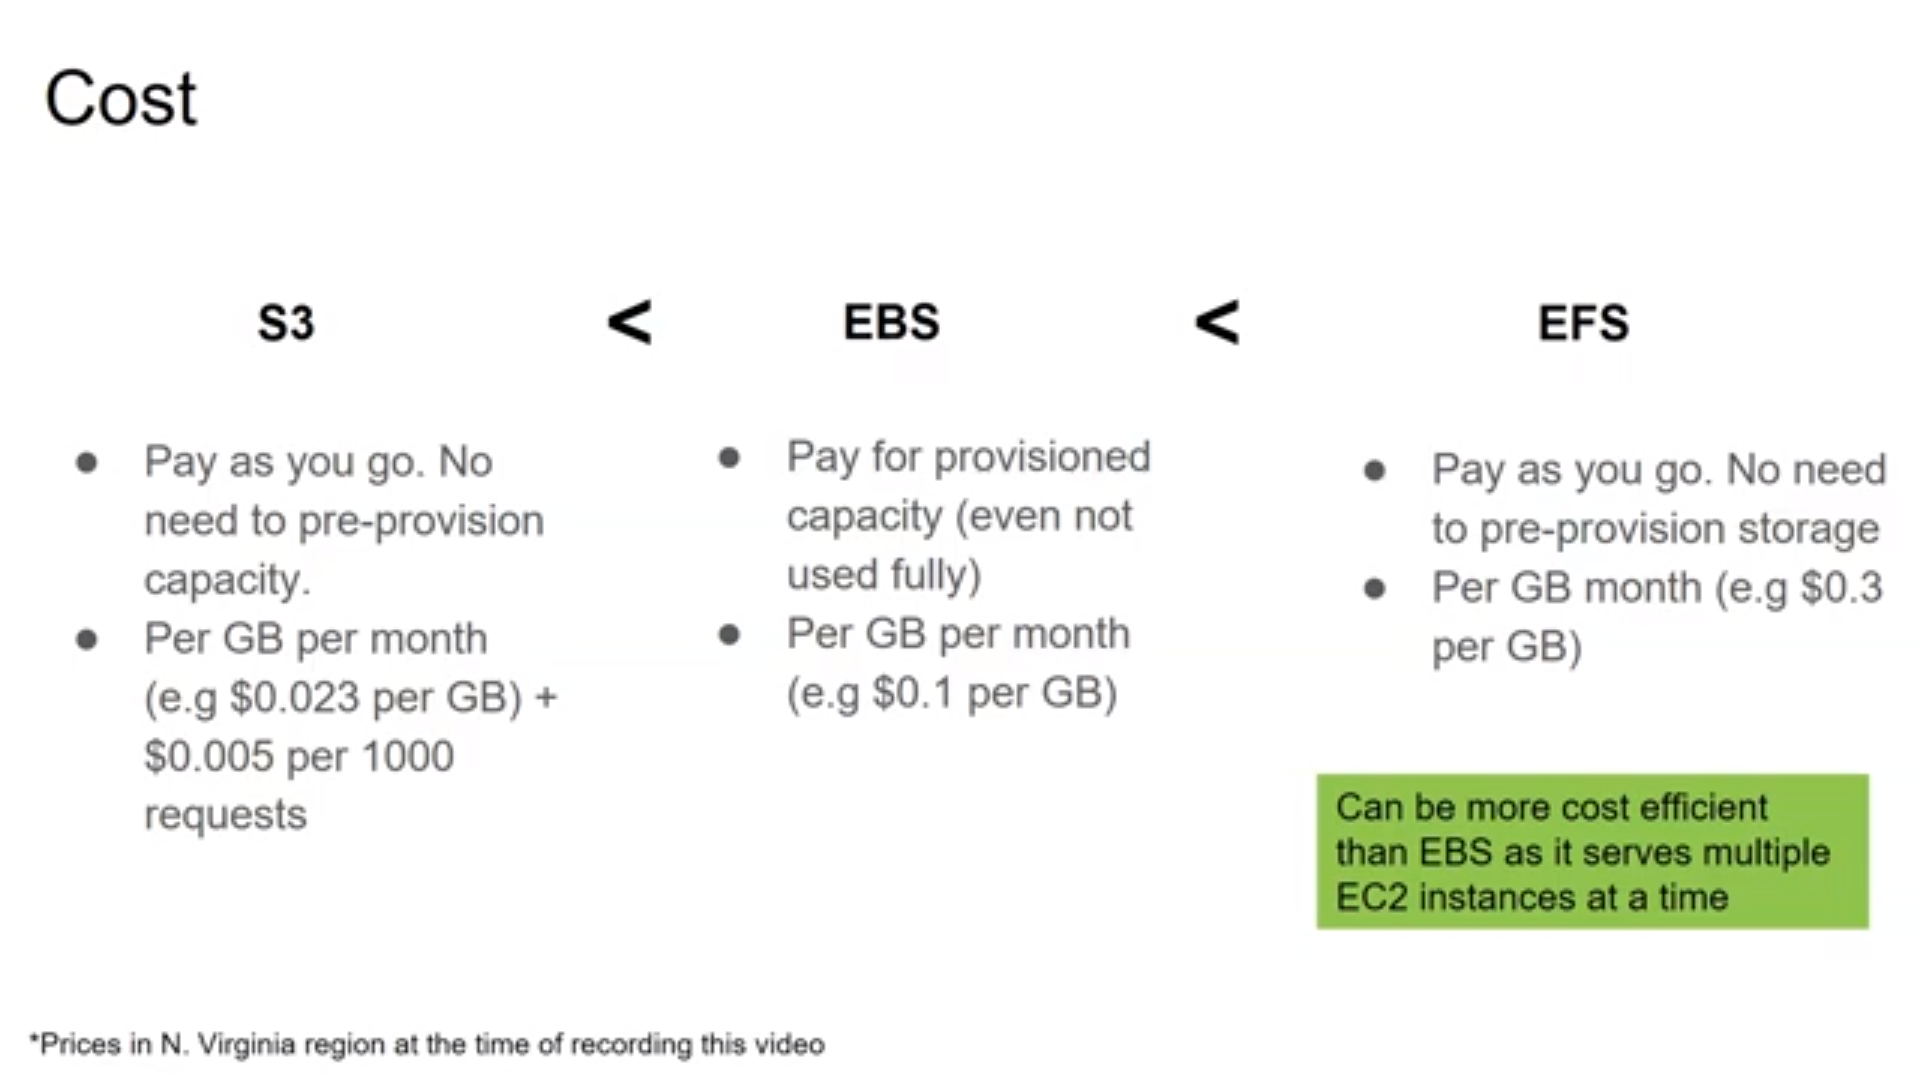 Cost
S3 < EBS < EFS
● Pay as you go. No
need to pre-provision
capacity.
● Per GB per month
(e.g $0.023 per GB) +
$0.005 per 1000
requests
● Pay for provisioned
capacity (even not
used fully)
● Per GB per month
(e.g $0.1 per GB)
● Pay as you go. No need
to pre-provision storage
● Per GB month (e.g $0.3
per GB)
Can be more cost efficient
than EBS as it serves multiple
EC2 instances at a time
*Prices in N. Virginia region at the time of recording this video